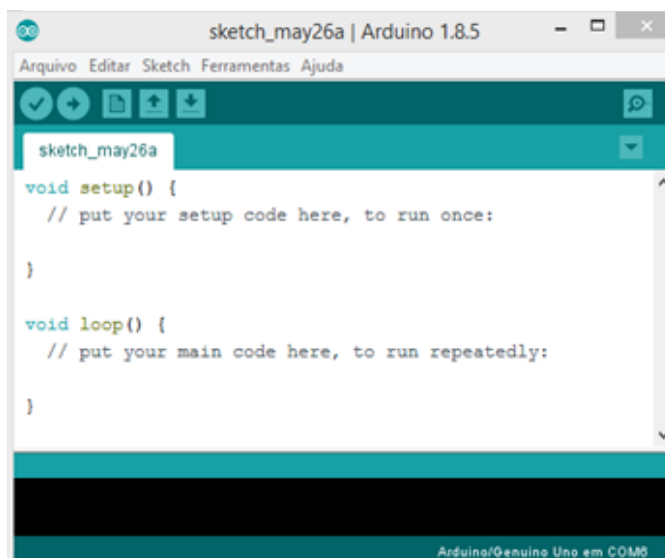 sketch_may26a | Arduino 1.8.5
Arquivo Editar Sketch Ferramentas Ajuda
sketch_may26a
void setup() {
// put your setup code here, to run once:
}
void loop() {
// put your main code here, to run repeatedly:
}
Arduino/Genuino Uno em COM6